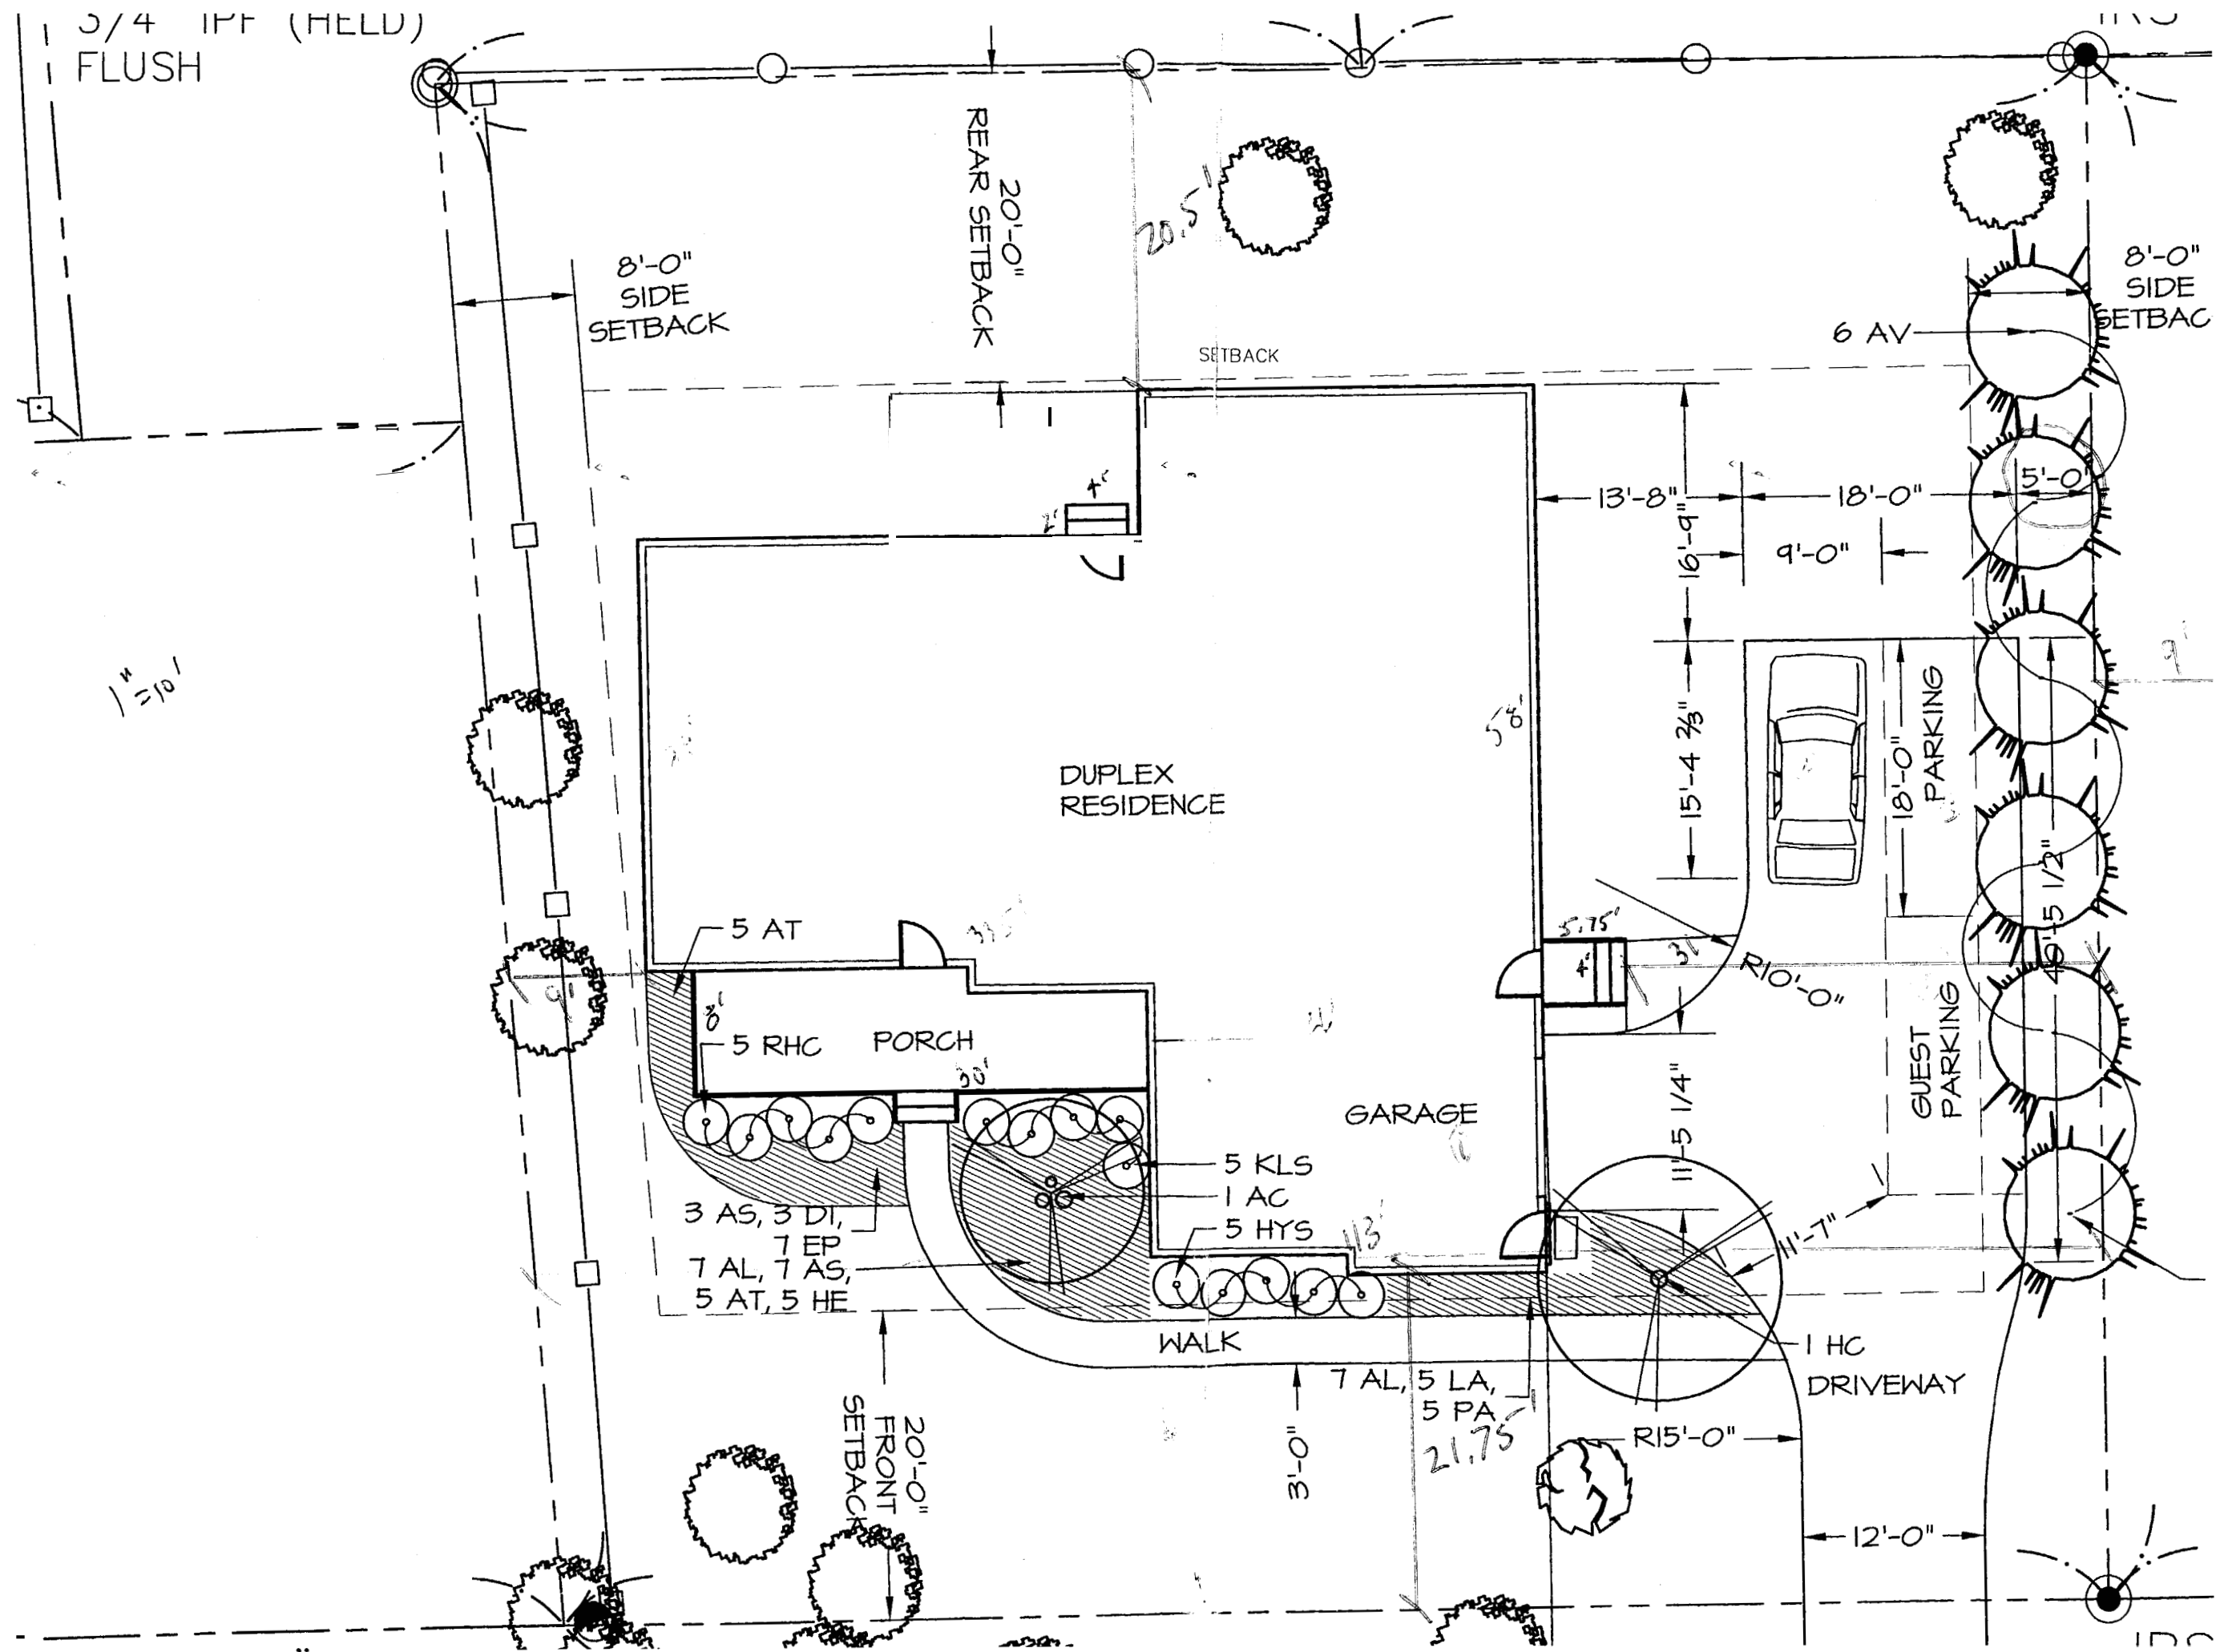 3/4" IPF (HELD)
FLUSH
20'-0"
REAR SETBACK
20.5'
8'-0"
SIDE
SETBACK
8'-0"
SIDE
SETBAC
SETBACK
6 AV
4'
2'
13'-8"
18'-0"
5'-0"
16'-9"
9'-0"
1"=10'
9'
58'
DUPLEX
RESIDENCE
15'-4 2/3"
18'-0"
PARKING
5 AT
5.75'
4'
3'
R10'-0"
9'
8'
5 RHC
PORCH
30'
GUEST
PARKING
GARAGE
11'-5 1/4"
5 KLS
1 AC
5 HYS
3 AS, 3 DI,
7 EP
7 AL, 7 AS,
5 AT, 5 HE
11'-7"
WALK
1 HC
7 AL, 5 LA,
5 PA
DRIVEWAY
21.75'
R15'-0"
20'-0"
FRONT
SETBACK
3'-0"
12'-0"